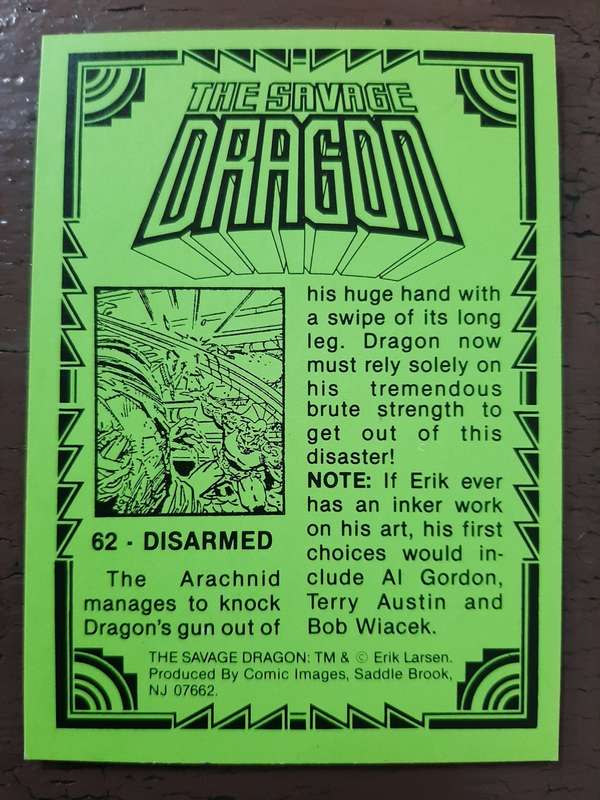 THE SAVAGE
DRAGON
62 - DISARMED
The Arachnid
manages to knock
Dragon's gun out of
his huge hand with
a swipe of its long
leg. Dragon now
must rely solely on
his tremendous
brute strength to
get out of this
disaster!
NOTE: If Erik ever
has an inker work
on his art, his first
choices would in-
clude Al Gordon,
Terry Austin and
Bob Wiacek.
THE SAVAGE DRAGON: TM & © Erik Larsen.
Produced By Comic Images, Saddle Brook,
NJ 07662.